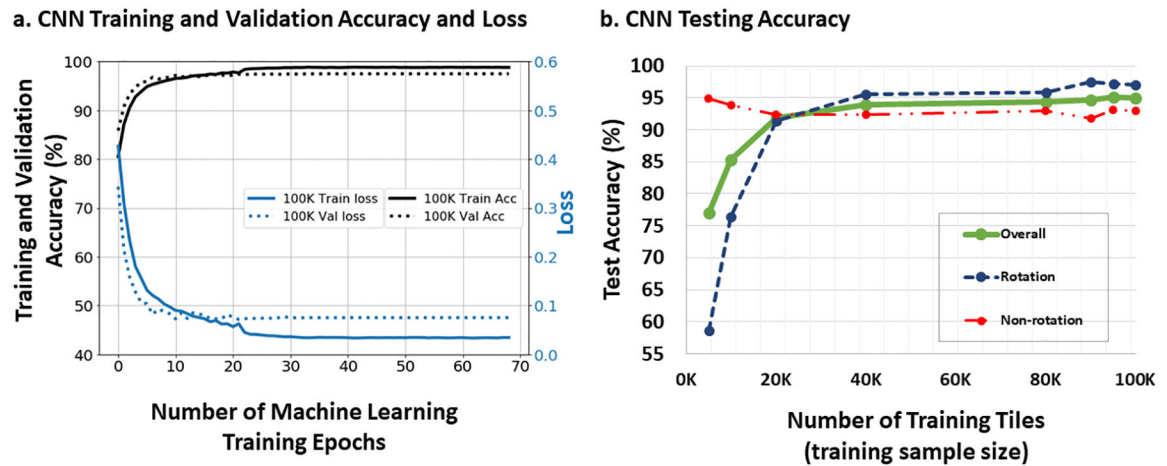 a. CNN Training and Validation Accuracy and Loss
Training and Validation
Accuracy (%)
100
90
80
70
60
50
40
0.6
0.5
0.4
0.3
0.2
0.1
0.0
Loss
100K Train loss
100K Val loss
100K Train Acc
100K Val Acc
0 10 20 30 40 50 60 70
Number of Machine Learning
Training Epochs
b. CNN Testing Accuracy
Test Accuracy (%)
100
95
90
85
80
75
70
65
60
55
Overall
Rotation
Non-rotation
0K 20K 40K 60K 80K 100K
Number of Training Tiles
(training sample size)